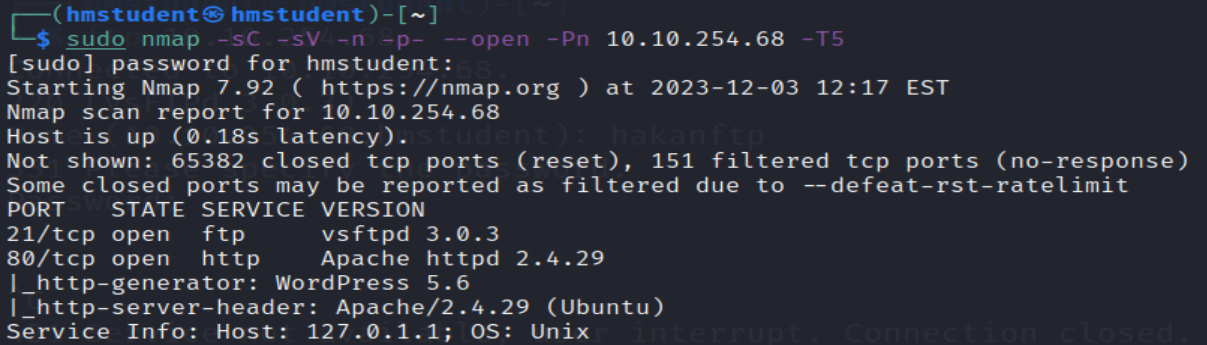 ┌──(hmstudent㉿hmstudent)-[~]
└─$ sudo nmap -sC -sV -n -p- --open -Pn 10.10.254.68 -T5
[sudo] password for hmstudent:
Starting Nmap 7.92 ( https://nmap.org ) at 2023-12-03 12:17 EST
Nmap scan report for 10.10.254.68
Host is up (0.18s latency).
Not shown: 65382 closed tcp ports (reset), 151 filtered tcp ports (no-response)
Some closed ports may be reported as filtered due to --defeat-rst-ratelimit
PORT   STATE SERVICE VERSION
21/tcp open  ftp     vsftpd 3.0.3
80/tcp open  http    Apache httpd 2.4.29
|_http-generator: WordPress 5.6
|_http-server-header: Apache/2.4.29 (Ubuntu)
Service Info: Host: 127.0.1.1; OS: Unix